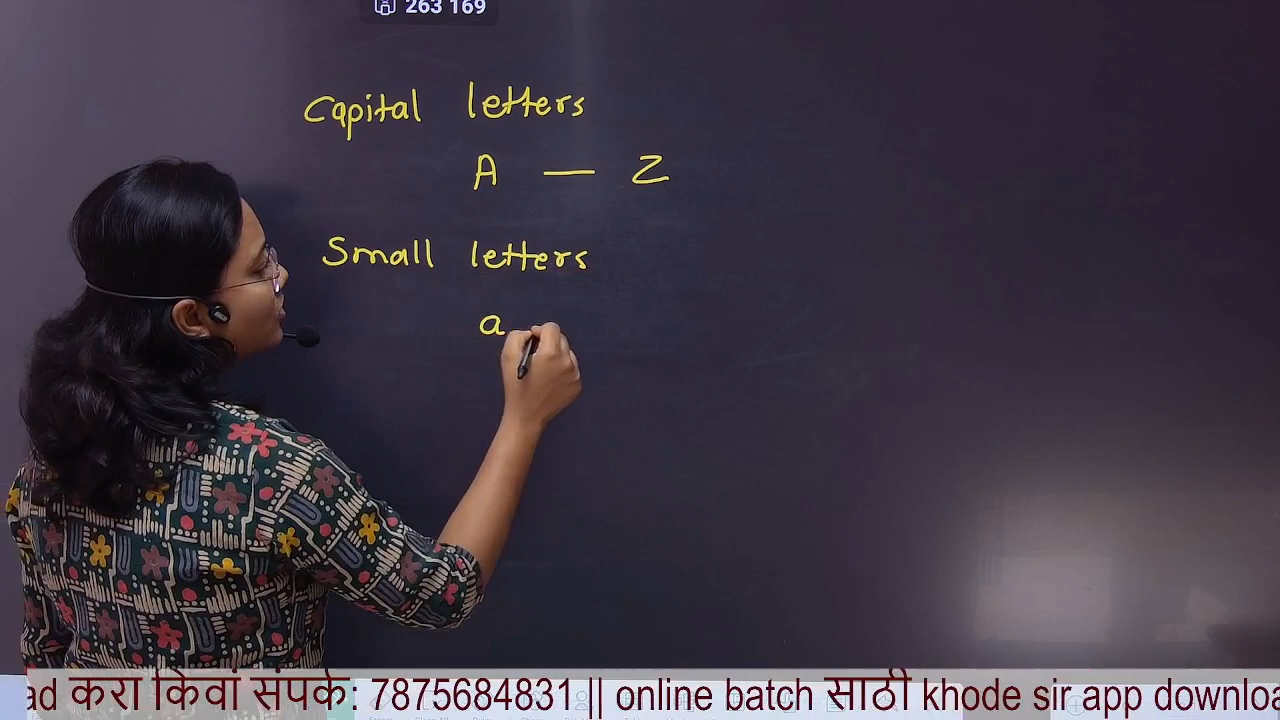 263 169
Capital letters
A — Z
Small letters
a
ad करा किंवा संपर्क: 7875684831 || online batch साठी khode sir app downloa